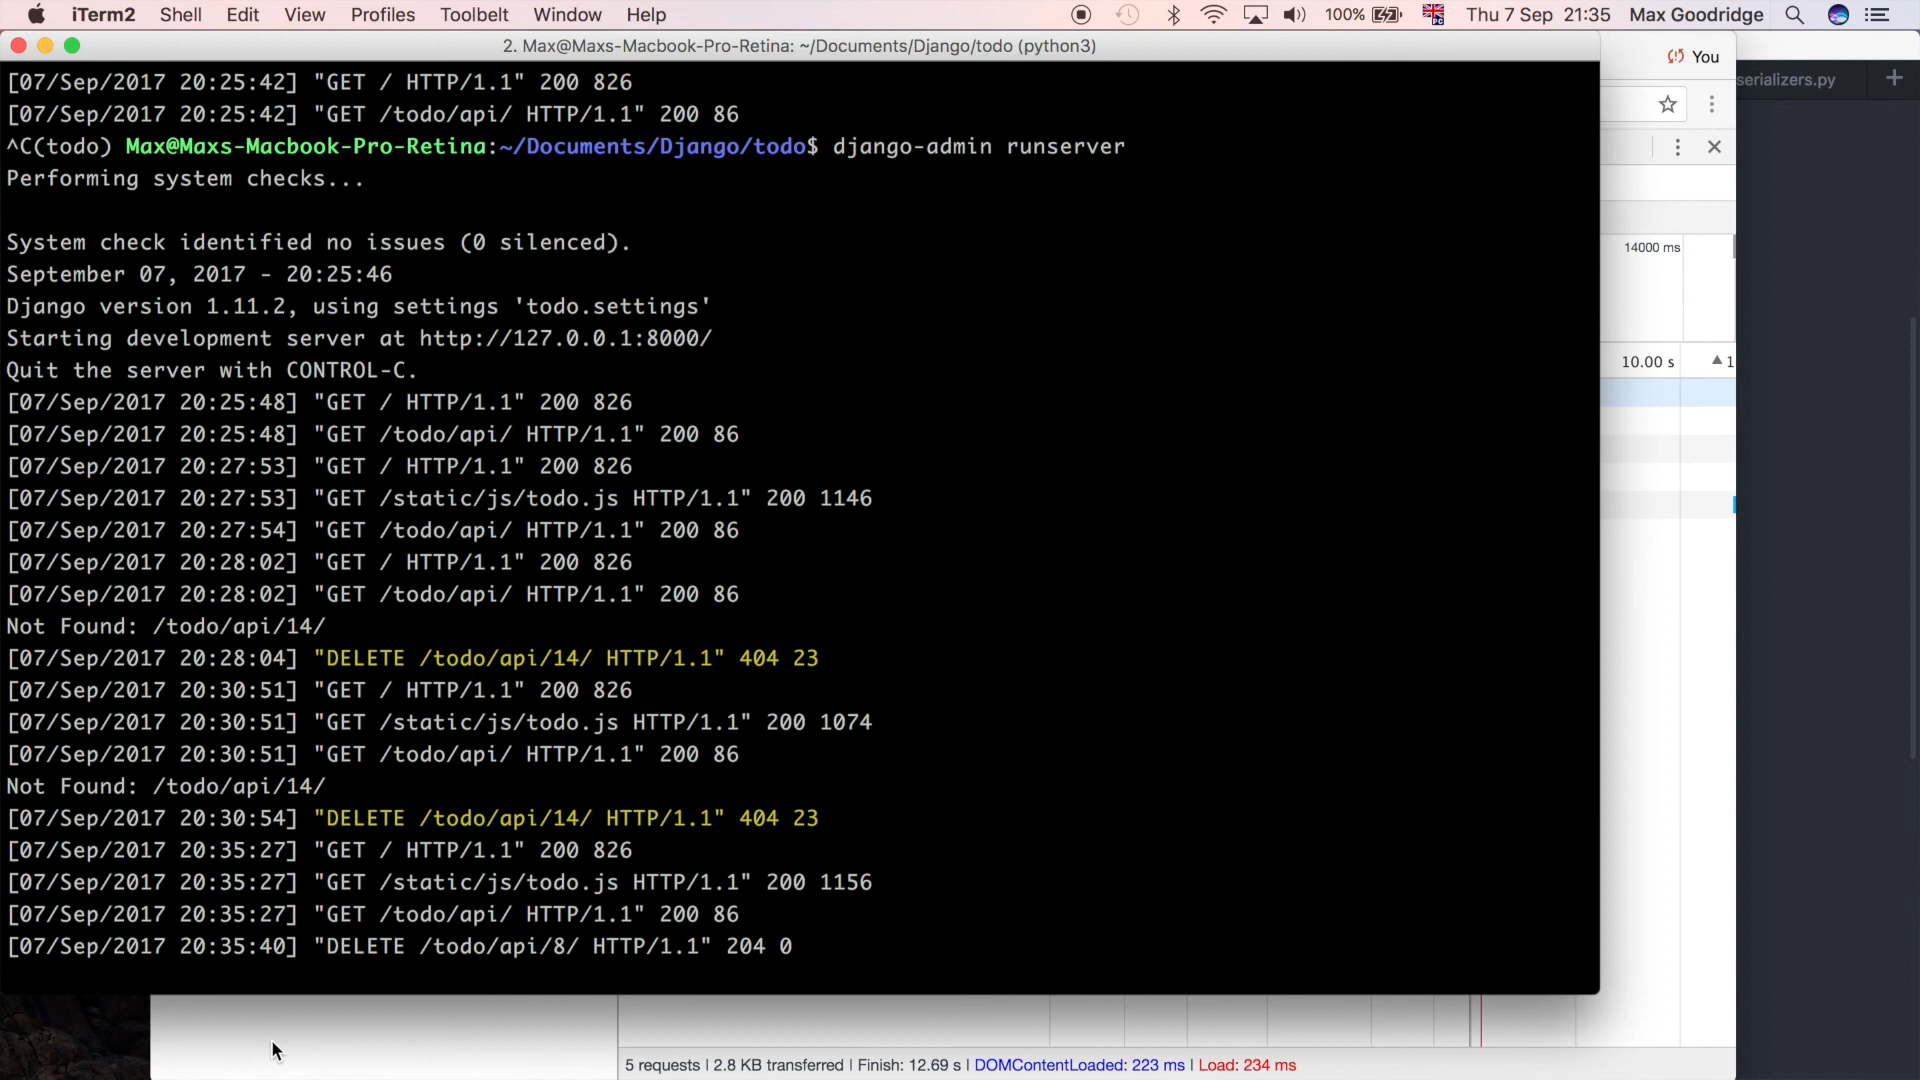 iTerm2 Shell Edit View Profiles Toolbelt Window Help 100% Thu 7 Sep 21:35 Max Goodridge
2. Max@Maxs-Macbook-Pro-Retina: ~/Documents/Django/todo (python3)
You
serializers.py
[07/Sep/2017 20:25:42] "GET / HTTP/1.1" 200 826
[07/Sep/2017 20:25:42] "GET /todo/api/ HTTP/1.1" 200 86
^C(todo) Max@Maxs-Macbook-Pro-Retina:~/Documents/Django/todo$ django-admin runserver
Performing system checks...
System check identified no issues (0 silenced).
14000 ms
September 07, 2017 - 20:25:46
Django version 1.11.2, using settings 'todo.settings'
Starting development server at http://127.0.0.1:8000/
Quit the server with CONTROL-C.
10.00 s ▲ 1
[07/Sep/2017 20:25:48] "GET / HTTP/1.1" 200 826
[07/Sep/2017 20:25:48] "GET /todo/api/ HTTP/1.1" 200 86
[07/Sep/2017 20:27:53] "GET / HTTP/1.1" 200 826
[07/Sep/2017 20:27:53] "GET /static/js/todo.js HTTP/1.1" 200 1146
[07/Sep/2017 20:27:54] "GET /todo/api/ HTTP/1.1" 200 86
[07/Sep/2017 20:28:02] "GET / HTTP/1.1" 200 826
[07/Sep/2017 20:28:02] "GET /todo/api/ HTTP/1.1" 200 86
Not Found: /todo/api/14/
[07/Sep/2017 20:28:04] "DELETE /todo/api/14/ HTTP/1.1" 404 23
[07/Sep/2017 20:30:51] "GET / HTTP/1.1" 200 826
[07/Sep/2017 20:30:51] "GET /static/js/todo.js HTTP/1.1" 200 1074
[07/Sep/2017 20:30:51] "GET /todo/api/ HTTP/1.1" 200 86
Not Found: /todo/api/14/
[07/Sep/2017 20:30:54] "DELETE /todo/api/14/ HTTP/1.1" 404 23
[07/Sep/2017 20:35:27] "GET / HTTP/1.1" 200 826
[07/Sep/2017 20:35:27] "GET /static/js/todo.js HTTP/1.1" 200 1156
[07/Sep/2017 20:35:27] "GET /todo/api/ HTTP/1.1" 200 86
[07/Sep/2017 20:35:40] "DELETE /todo/api/8/ HTTP/1.1" 204 0
5 requests | 2.8 KB transferred | Finish: 12.69 s | DOMContentLoaded: 223 ms | Load: 234 ms